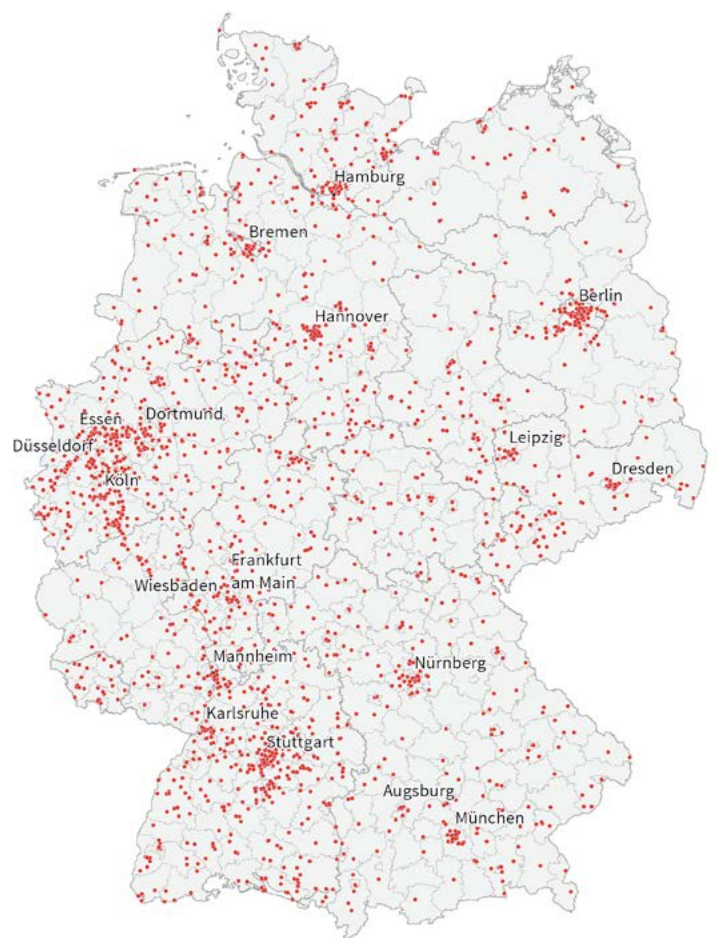 Hamburg
Bremen
Berlin
Hannover
Essen
Dortmund
Düsseldorf
Leipzig
Köln
Dresden
Frankfurt
am Main
Wiesbaden
Mannheim
Nürnberg
Karlsruhe
Stuttgart
Augsburg
München